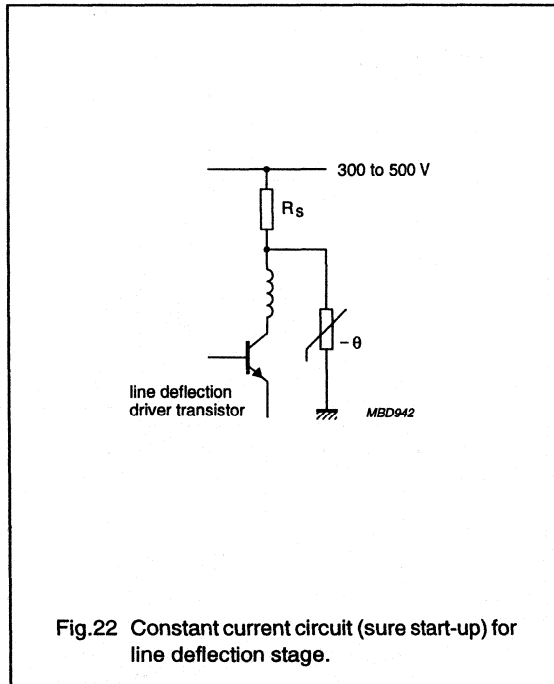 300 to 500 V
RS
-θ
line deflection
driver transistor
MBD942
Fig.22 Constant current circuit (sure start-up) for
line deflection stage.